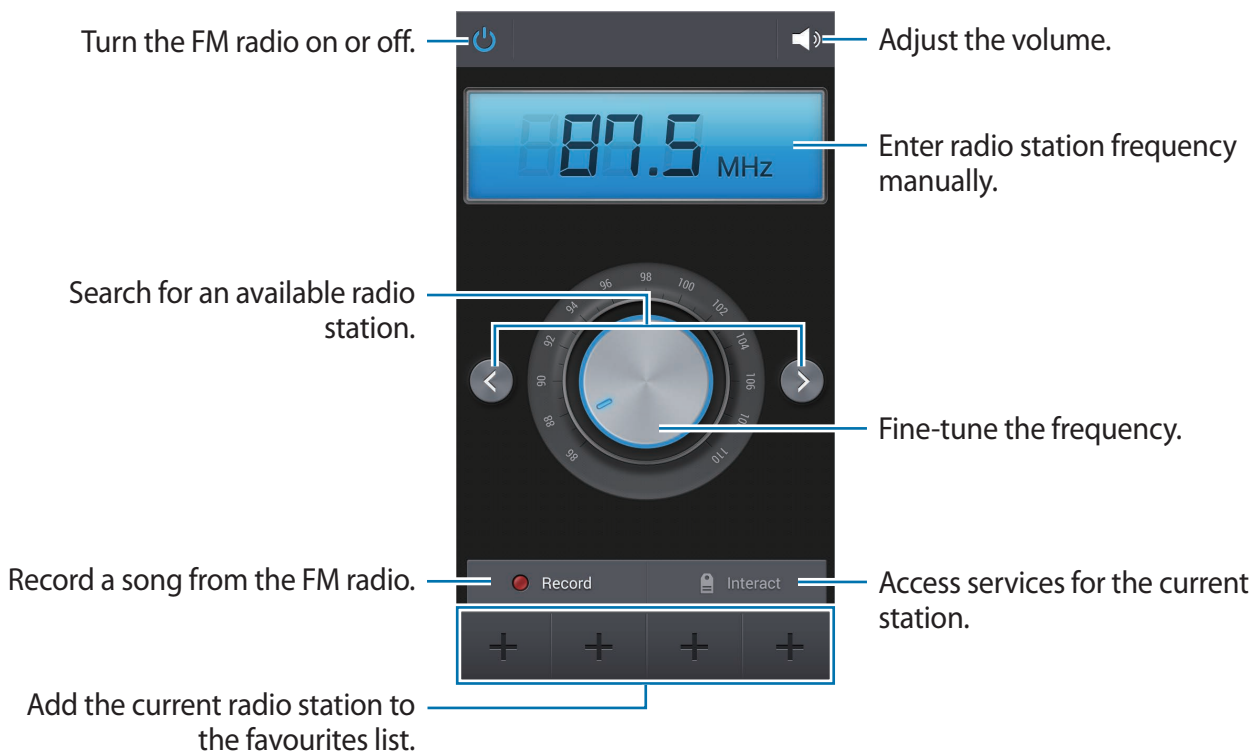 Turn the FM radio on or off.
Adjust the volume.
87.5 MHz
Enter radio station frequency
manually.
Search for an available radio
station.
86
88
90
92
94
96
98
100
102
104
106
110
Fine-tune the frequency.
Record a song from the FM radio.
Record
Interact
Access services for the current
station.
Add the current radio station to
the favourites list.